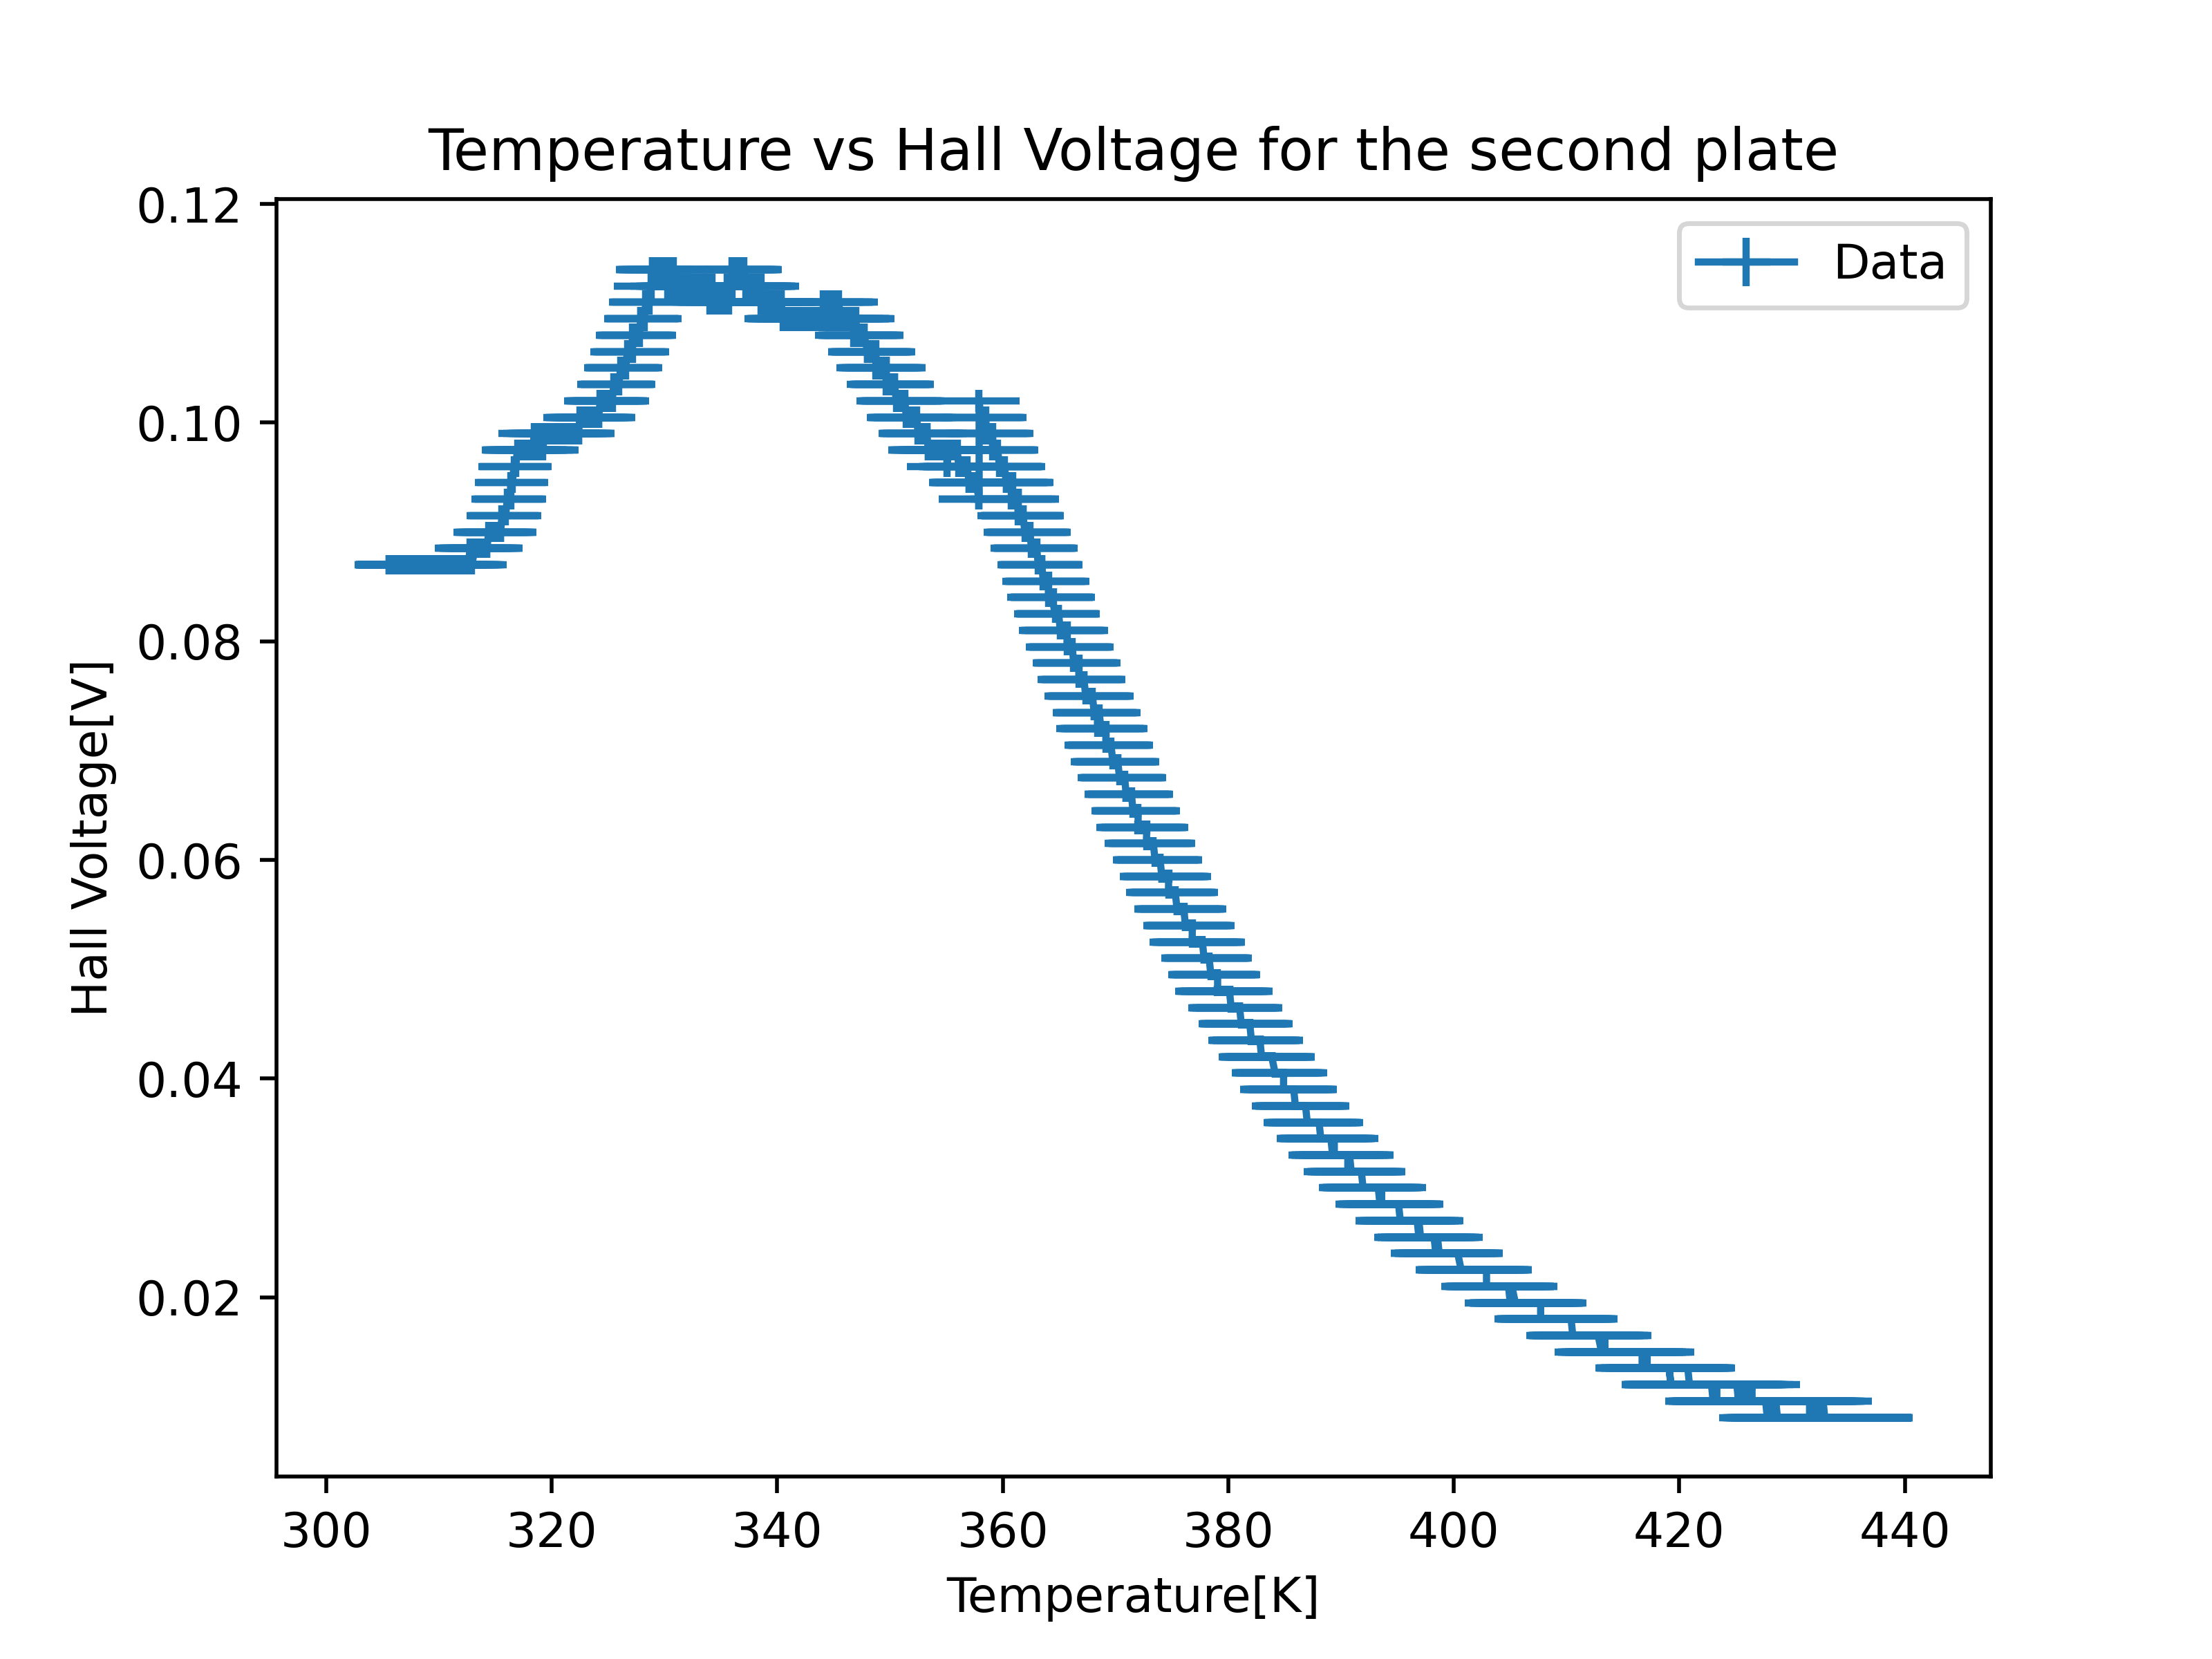 Temperature vs Hall Voltage for the second plate
Data
0.12
0.10
0.08
0.06
0.04
0.02
Hall Voltage[V]
300 320 340 360 380 400 420 440
Temperature[K]